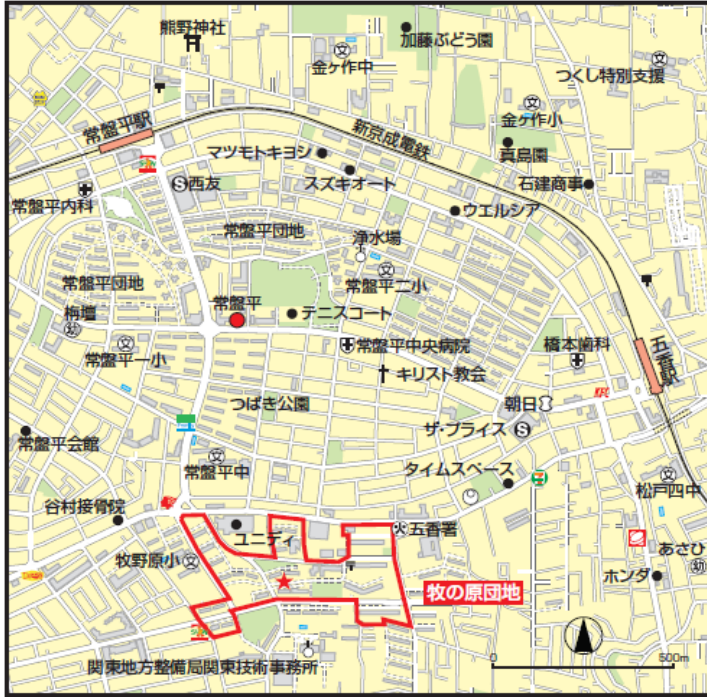 熊野神社
加藤ぶどう園
金ヶ作中
つくし特別支援
常盤平駅
新京成電鉄
金ヶ作小
マツモトキヨシ
真島園
西友
スズキオート
石建商事
常盤平内科
ウエルシア
常盤平団地
浄水場
常盤平団地
常盤平二小
常盤平
テニスコート
栴壇
幼
常盤平一小
常盤平中央病院
橋本歯科
五香駅
キリスト教会
つばき公園
朝日
ザ・プライス
常盤平会館
常盤平中
タイムスペース
松戸四中
谷村接骨院
ユニディ
五香署
牧野原小
あさひ
幼
ホンダ
牧の原団地
関東地方整備局関東技術事務所
0
500m